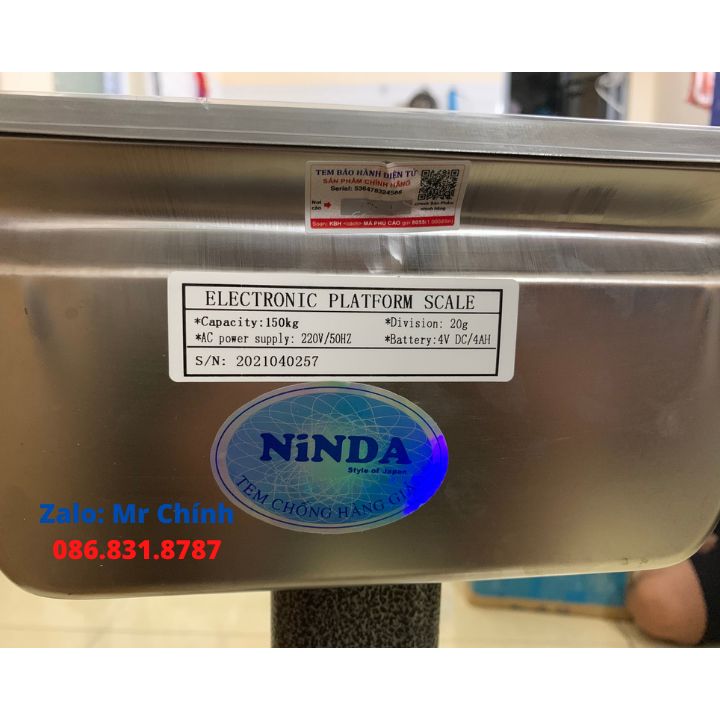 TEM BẢO HÀNH ĐIỆN TỬ
SẢN PHẨM CHÍNH HÃNG
Nơi
cào
ELECTRONIC PLATFORM SCALE
*Capacity:150kg *Division: 20g
*AC power supply: 220V/50HZ *Battery:4V DC/4AH
S/N: 2021040257
NiNDA
Style of Japan
TEM CHỐNG HÀNG GIẢ
Zalo: Mr Chính
086.831.8787